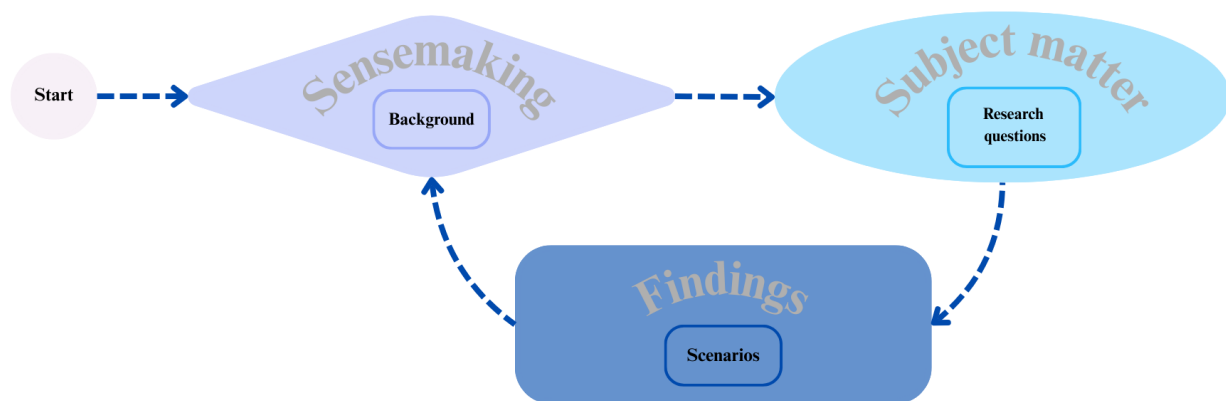 Start
Sensemaking
Background
Subject matter
Research
questions
Findings
Scenarios